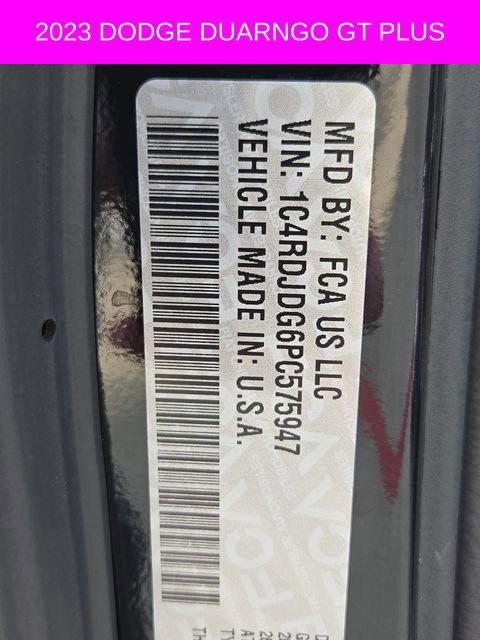 2023 DODGE DUARNGO GT PLUS
MFD BY: FCA US LLC
VIN: 1C4RDJDG6PC575947
VEHICLE MADE IN: U.S.A.